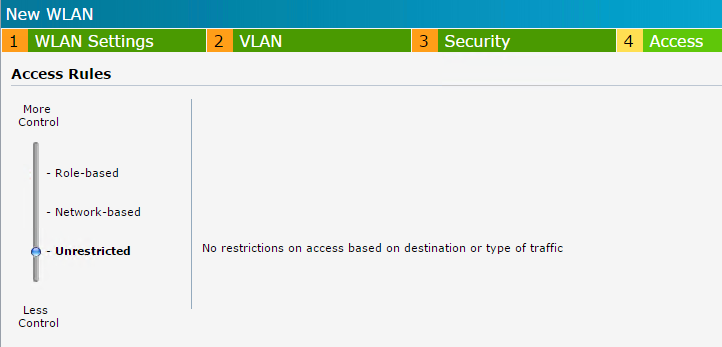 New WLAN
1 WLAN Settings 2 VLAN 3 Security 4 Access
Access Rules
More
Control
- Role-based
- Network-based
- Unrestricted
No restrictions on access based on destination or type of traffic
Less
Control